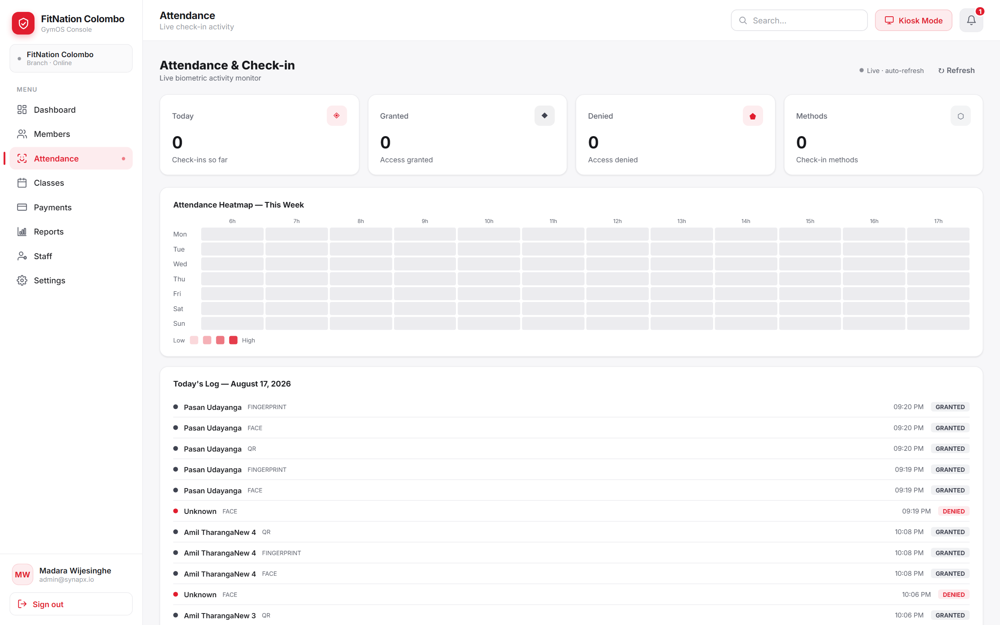 FitNation Colombo
GymOS Console
FitNation Colombo
Branch · Online
MENU
Dashboard
Members
Attendance
Classes
Payments
Reports
Staff
Settings
MW
Madara Wijesinghe
admin@synapx.io
Sign out
Attendance
Live check-in activity
Search...
Kiosk Mode
1
Attendance & Check-in
Live biometric activity monitor
Live · auto-refresh
↻ Refresh
Today
0
Check-ins so far
Granted
0
Access granted
Denied
0
Access denied
Methods
0
Check-in methods
Attendance Heatmap — This Week
6h 7h 8h 9h 10h 11h 12h 13h 14h 15h 16h 17h
Mon
Tue
Wed
Thu
Fri
Sat
Sun
Low High
Today's Log — August 17, 2026
Pasan Udayanga FINGERPRINT 09:20 PM GRANTED
Pasan Udayanga FACE 09:20 PM GRANTED
Pasan Udayanga QR 09:20 PM GRANTED
Pasan Udayanga FINGERPRINT 09:19 PM GRANTED
Pasan Udayanga FACE 09:19 PM GRANTED
Unknown FACE 09:19 PM DENIED
Amil TharangaNew 4 QR 10:08 PM GRANTED
Amil TharangaNew 4 FINGERPRINT 10:08 PM GRANTED
Amil TharangaNew 4 FACE 10:08 PM GRANTED
Unknown FACE 10:06 PM DENIED
Amil TharangaNew 3 QR 10:06 PM GRANTED